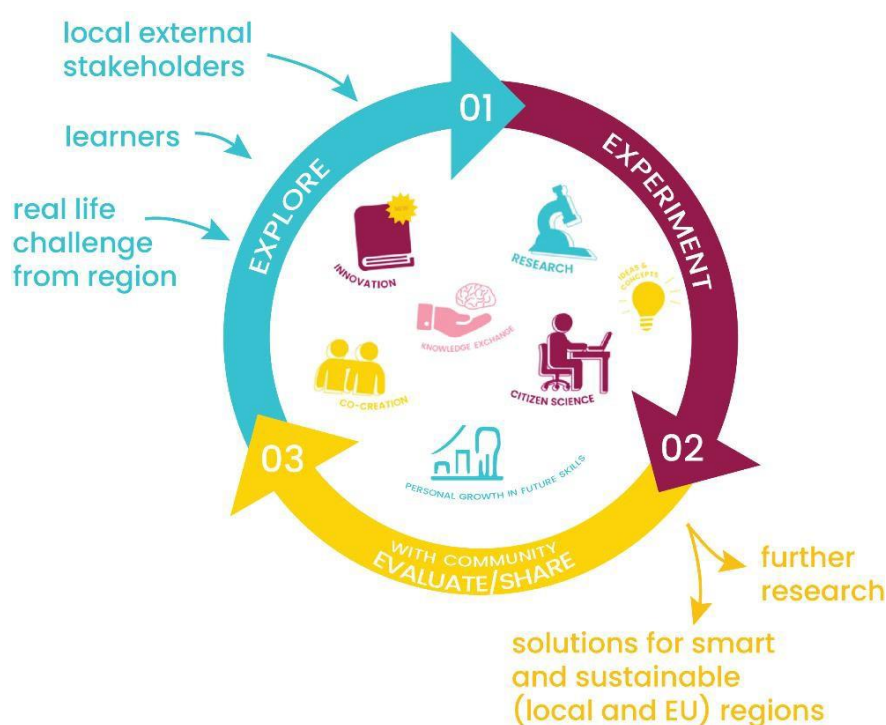 local external
stakeholders
learners
real life
challenge
from region
01
EXPLORE
EXPERIMENT
02
03
WITH COMMUNITY
EVALUATE/SHARE
INNOVATION
RESEARCH
IDEAS &
CONCEPTS
KNOWLEDGE EXCHANGE
CO-CREATION
CITIZEN SCIENCE
PERSONAL GROWTH IN FUTURE SKILLS
further
research
solutions for smart
and sustainable
(local and EU) regions